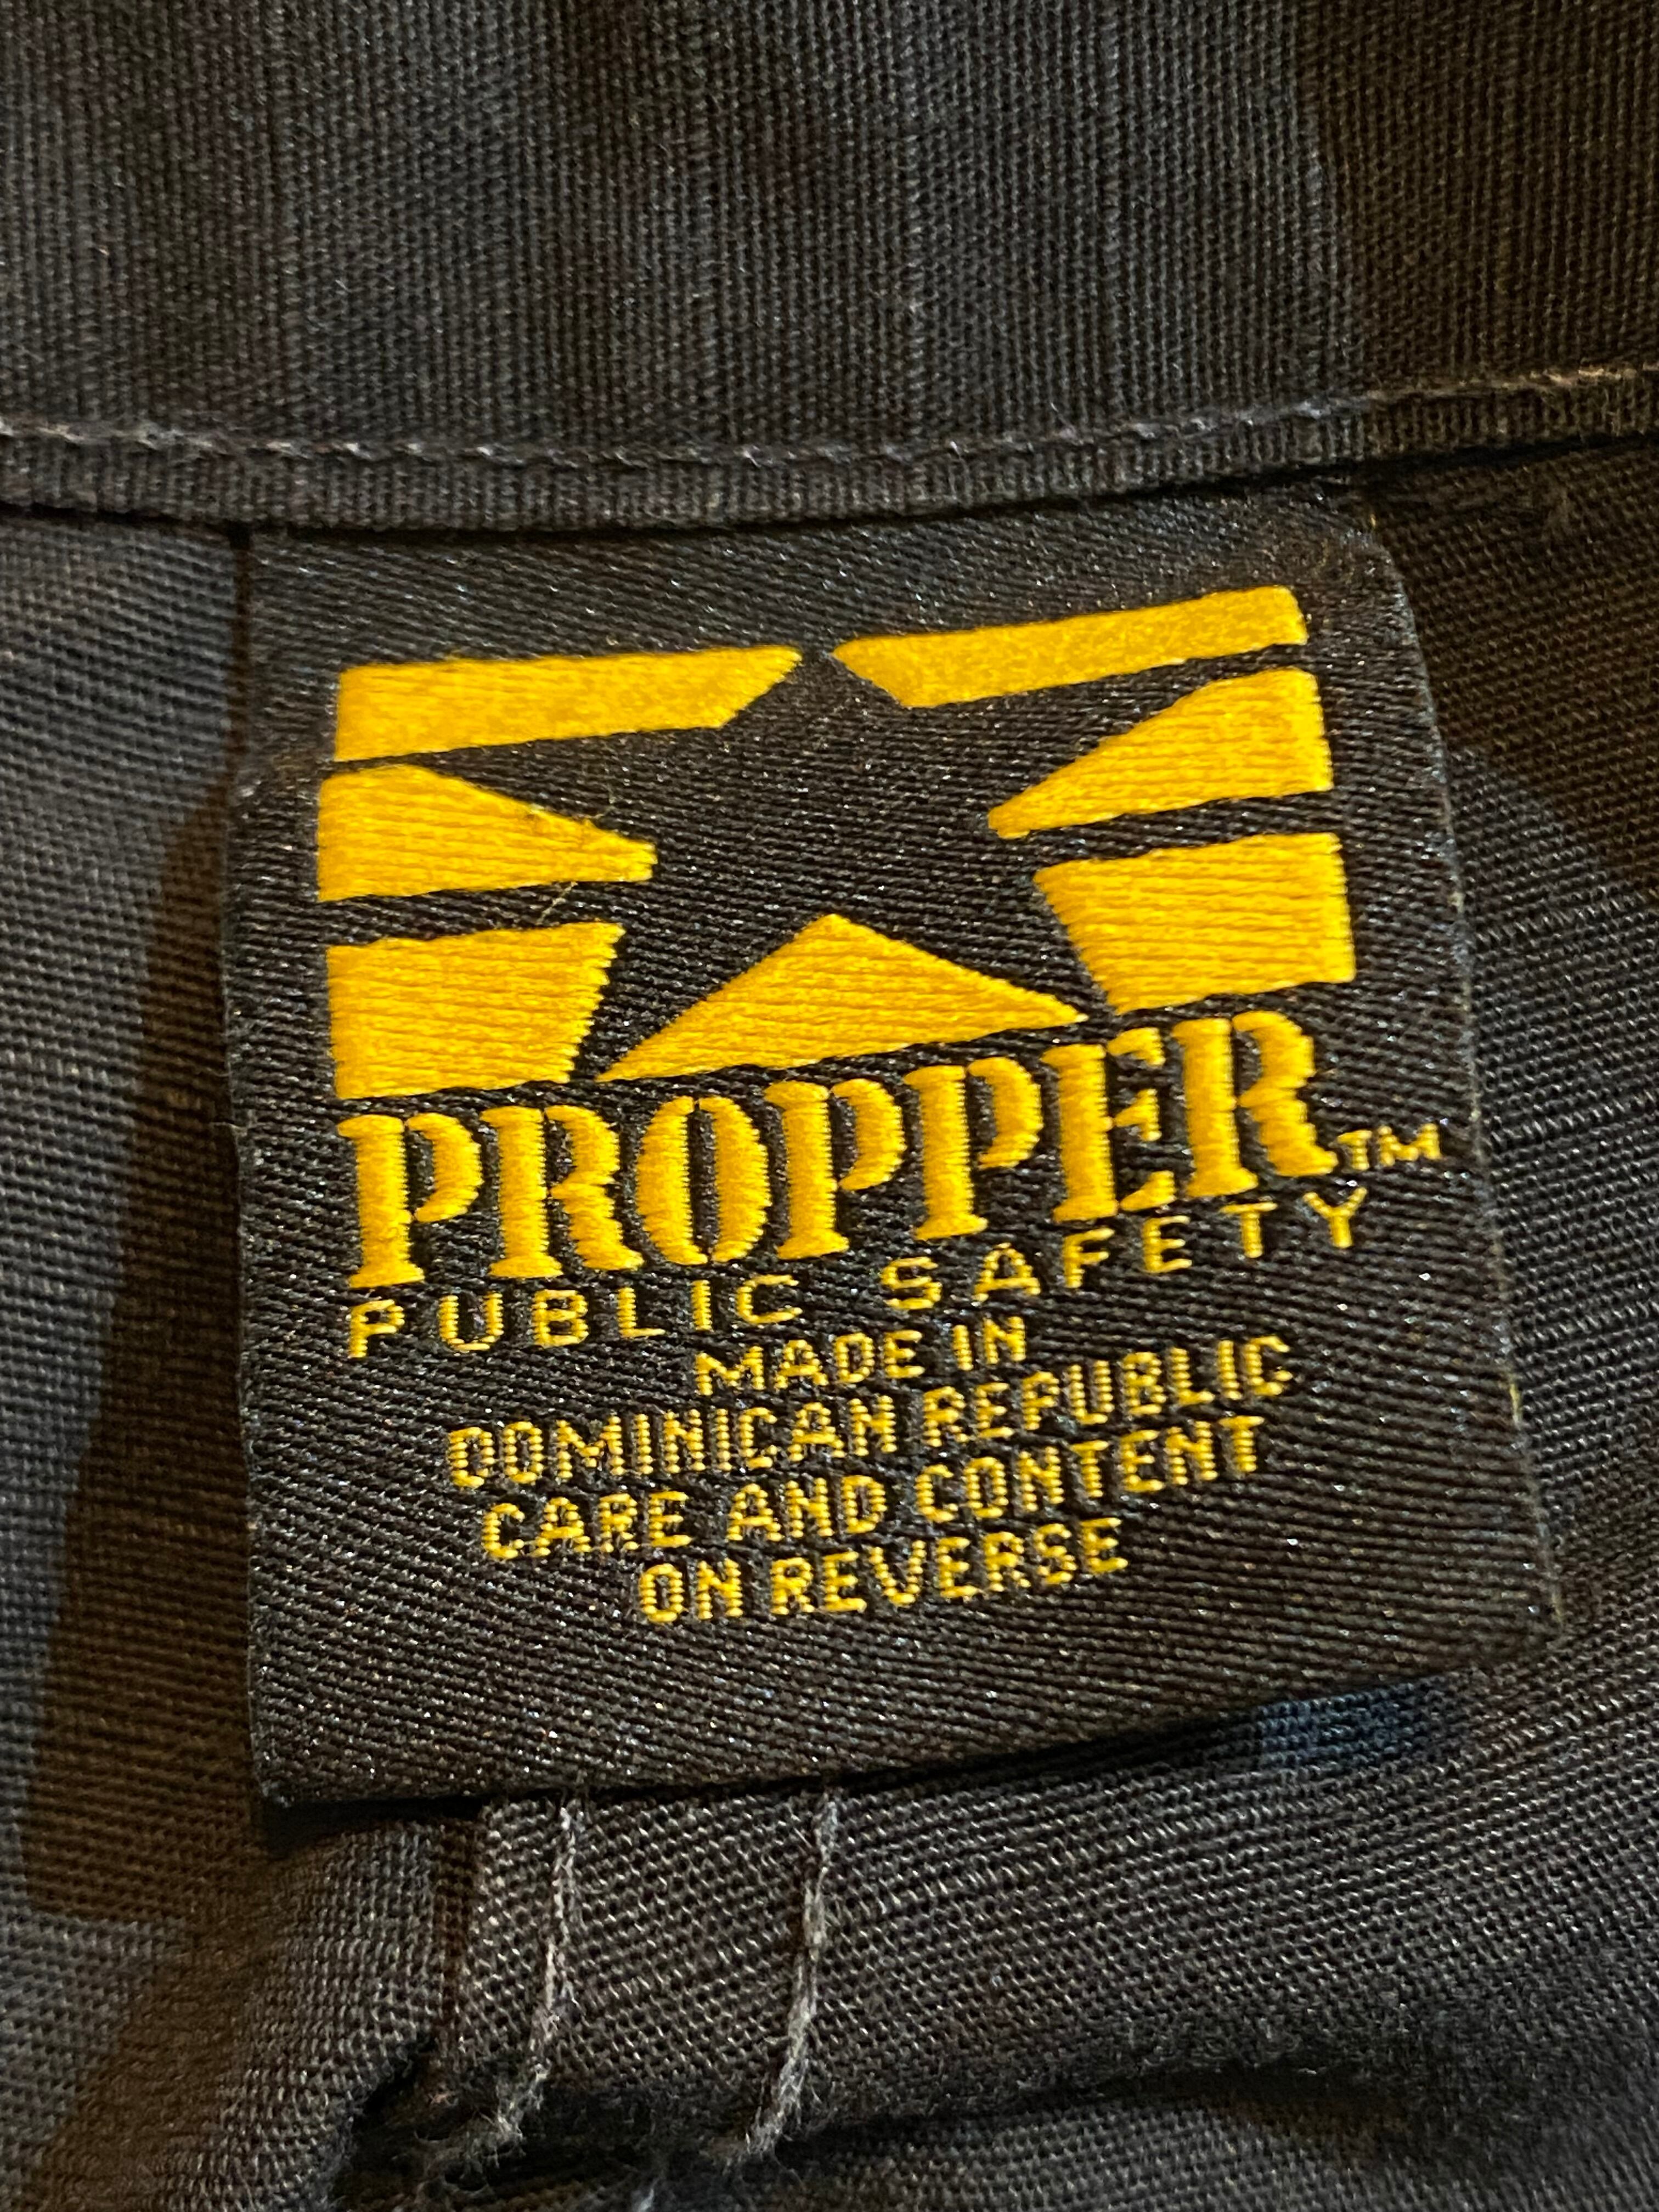 PROPPER™
PUBLIC SAFETY
MADE IN
DOMINICAN REPUBLIC
CARE AND CONTENT
ON REVERSE